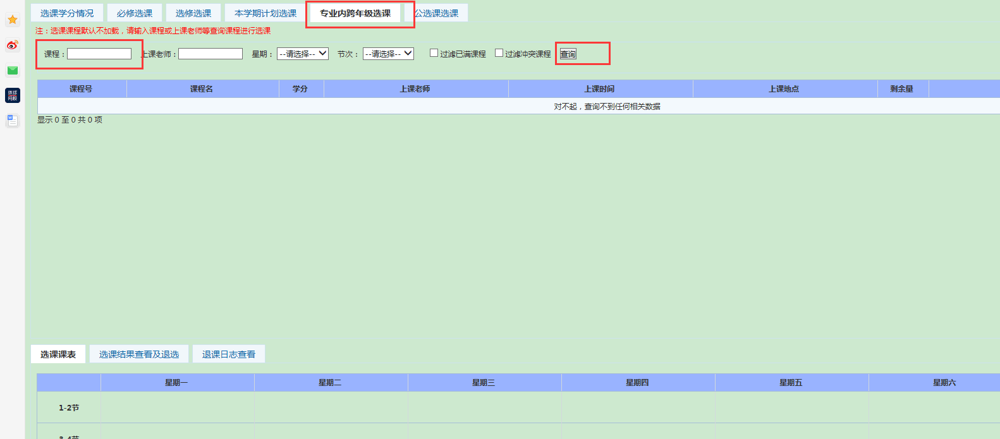 选课学分情况 必修选课 选修选课 本学期计划选课 专业内跨年级选课 公选课选课
注：选课课程默认不加载，请输入课程或上课老师等查询课程进行选课
课程： 上课老师： 星期： --请选择-- 节次： --请选择-- 过滤已满课程 过滤冲突课程 查询
课程号 课程名 学分 上课老师 上课时间 上课地点 剩余量
对不起，查询不到任何相关数据
显示 0 至 0 共 0 项
环球
网校
选课课表 选课结果查看及退选 退课日志查看
星期一 星期二 星期三 星期四 星期五 星期六
1-2节
3-4节